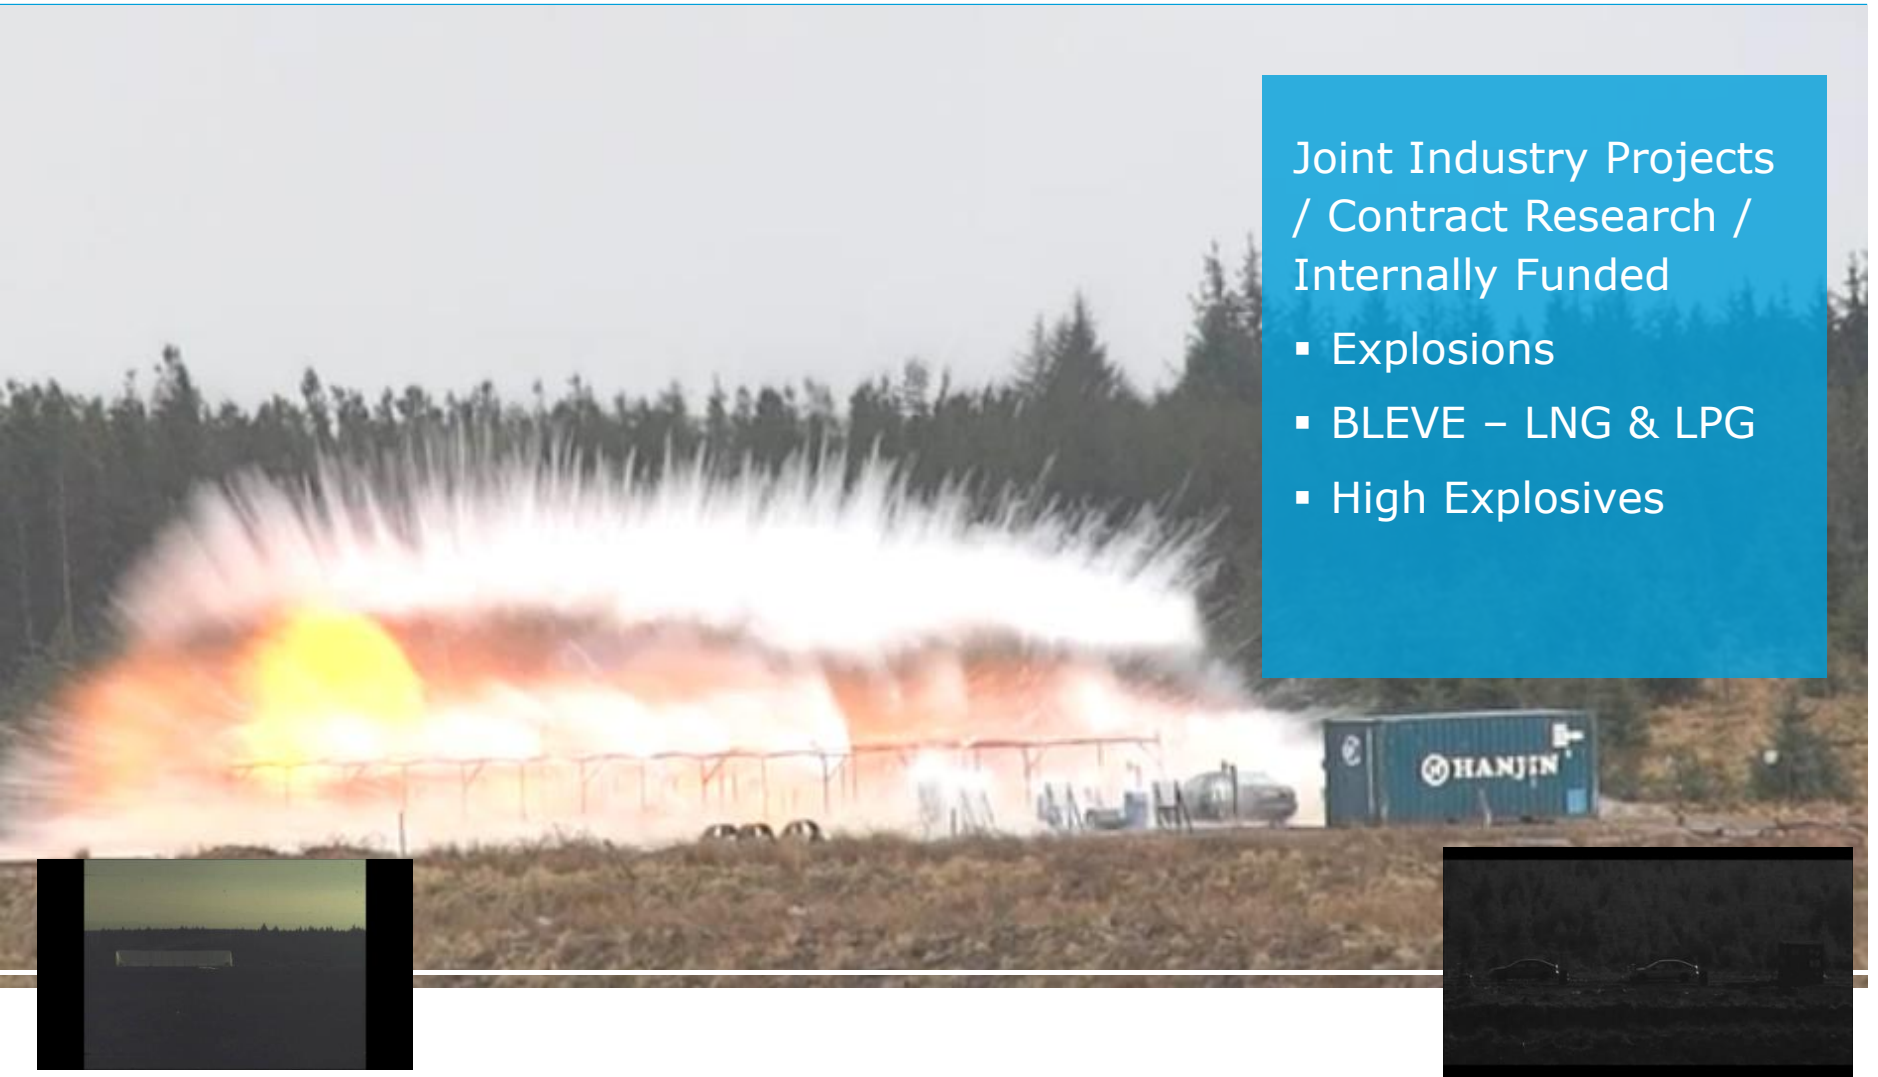 Joint Industry Projects
/ Contract Research /
Internally Funded
▪ Explosions
▪ BLEVE – LNG & LPG
▪ High Explosives
HANJIN